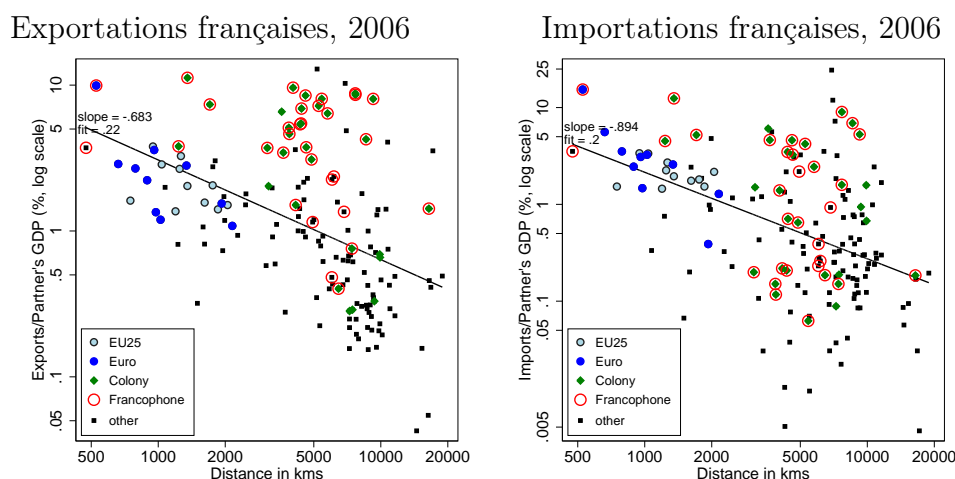 Exportations françaises, 2006
Exports/Partner's GDP (%, log scale)
10
5
1
.5
.1
.05
slope = -.683
fit = .22
EU25
Euro
Colony
Francophone
other
500 1000 2000 5000 10000 20000
Distance in kms
Importations françaises, 2006
Imports/Partner's GDP (%, log scale)
25
10
5
1
.5
.1
.05
.005
slope = -.894
fit = .2
EU25
Euro
Colony
Francophone
other
500 1000 2000 5000 10000 20000
Distance in kms